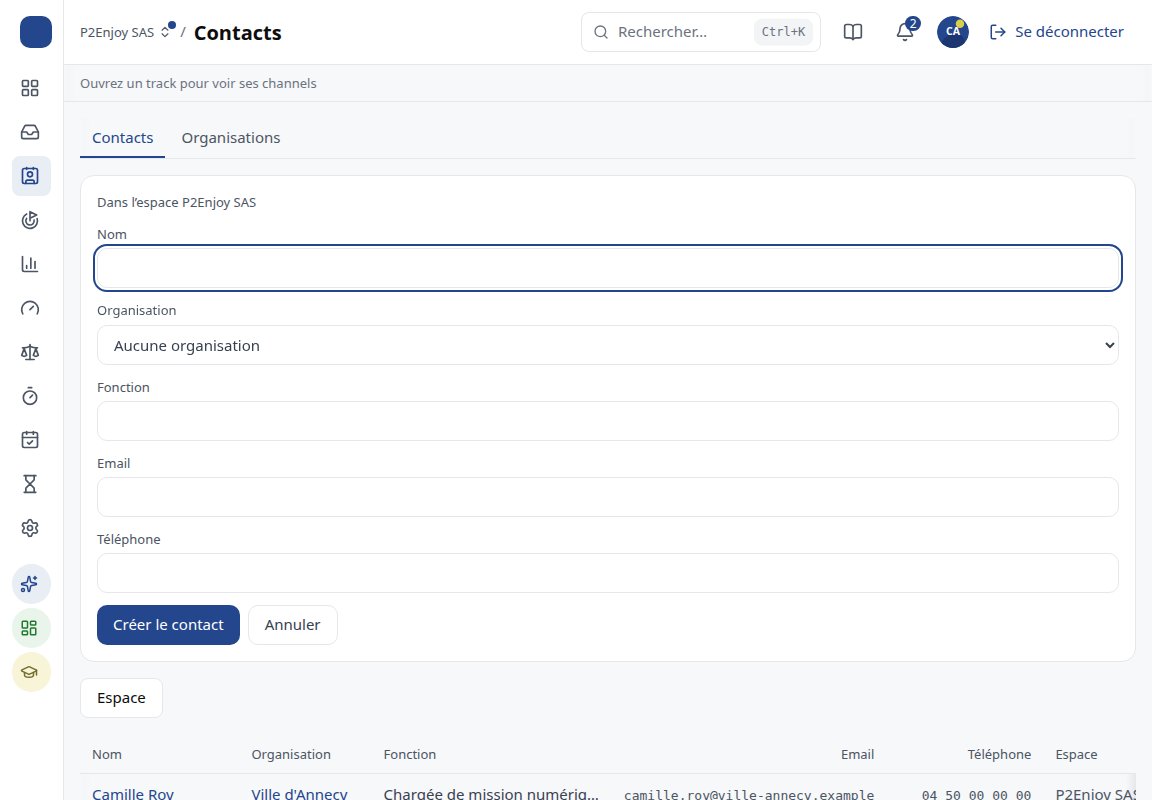 P2Enjoy SAS / Contacts
Rechercher... Ctrl+K
2
CA
Se déconnecter
Ouvrez un track pour voir ses channels
Contacts Organisations
Dans l'espace P2Enjoy SAS
Nom
Organisation
Aucune organisation
Fonction
Email
Téléphone
Créer le contact Annuler
Espace
Nom Organisation Fonction Email Téléphone Espace
Camille Roy Ville d'Annecy Chargée de mission numériq... camille.roy@ville-annecy.example 04 50 00 00 00 P2Enjoy SAS